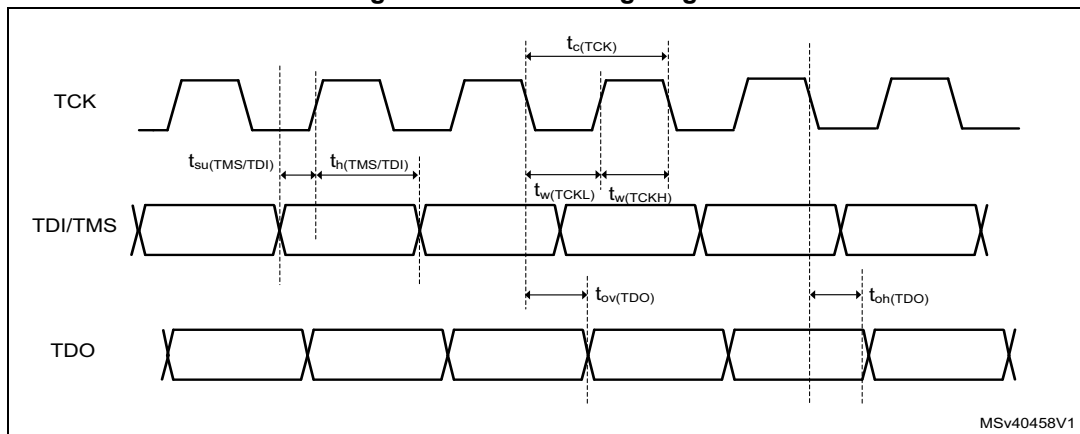 t_c(TCK)
TCK
t_su(TMS/TDI) t_h(TMS/TDI)
t_w(TCKL) t_w(TCKH)
TDI/TMS
t_ov(TDO) t_oh(TDO)
TDO
MSv40458V1